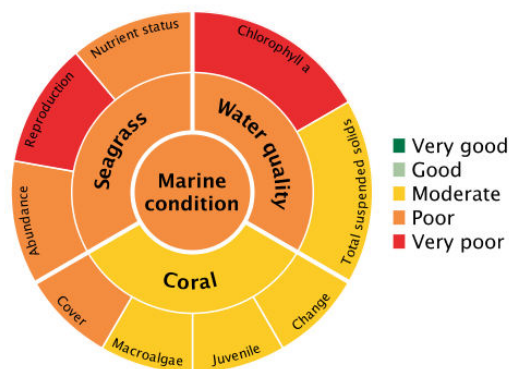 Marine
condition
Water quality
Coral
Seagrass
Chlorophyll a
Total suspended solids
Change
Juvenile
Macroalgae
Cover
Abundance
Reproduction
Nutrient status
Very good
Good
Moderate
Poor
Very poor